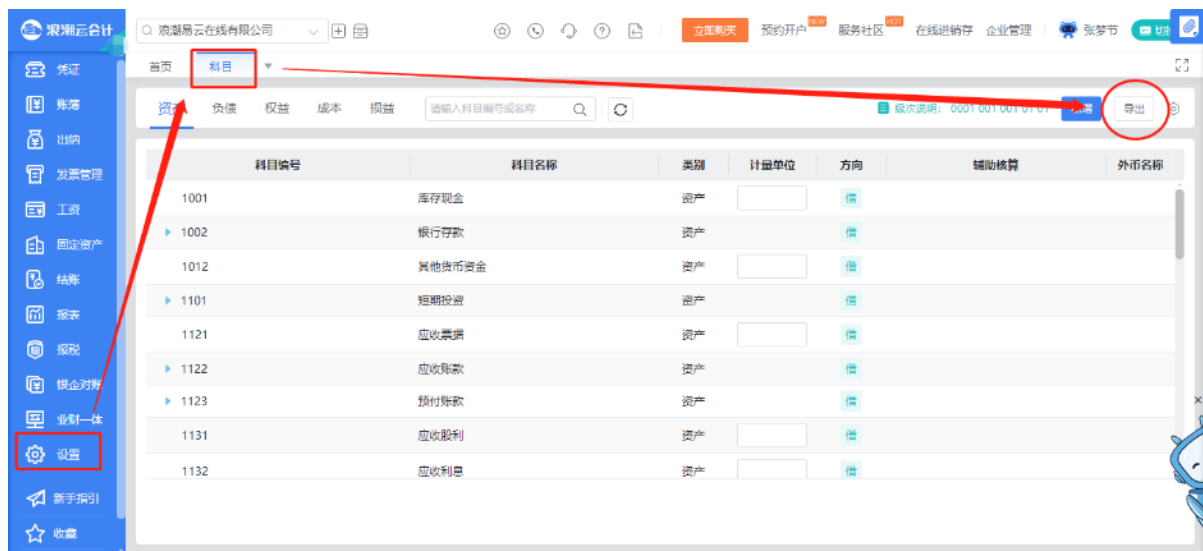 浪潮云会计
浪潮易云在线有限公司
立即购买
预约开户
NEW
服务社区
HOT
在线进销存
企业管理
张梦节
凭证
账簿
出纳
发票管理
工资
固定资产
结账
报表
报税
银企对账
业财一体
设置
新手指引
收藏
首页
科目
负债
权益
成本
损益
请输入科目编号或名称
级次说明:
导出
科目编号 科目名称 类别 计量单位 方向 辅助核算 外币名称
1001 库存现金 资产 借
1002 银行存款 资产 借
1012 其他货币资金 资产 借
1101 短期投资 资产 借
1121 应收票据 资产 借
1122 应收账款 资产 借
1123 预付账款 资产 借
1131 应收股利 资产 借
1132 应收利息 资产 借